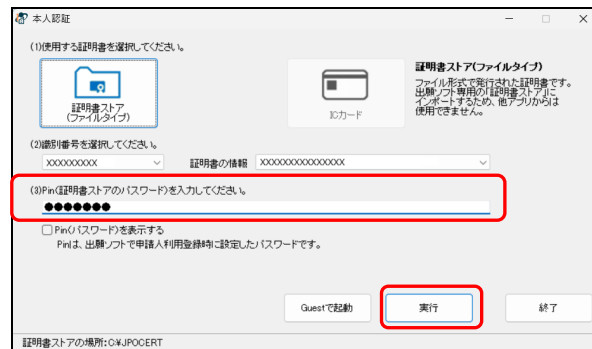 本人認証
(1)使用する証明書を選択してください。
証明書ストア
(ファイルタイプ)
ICカード
証明書ストア(ファイルタイプ)
ファイル形式で発行された証明書です。
出願ソフト専用の「証明書ストア」に
インポートするため、他アプリからは
使用できません。
(2)識別番号を選択してください。
XXXXXXXXX
証明書の情報
XXXXXXXXXXXXXXX
(3)Pin(証明書ストアのパスワード)を入力してください。
●●●●●●●
Pin(パスワード)を表示する
Pinは、出願ソフトで申請人利用登録時に設定したパスワードです。
Guestで起動
実行
終了
証明書ストアの場所:C:¥JPOCERT